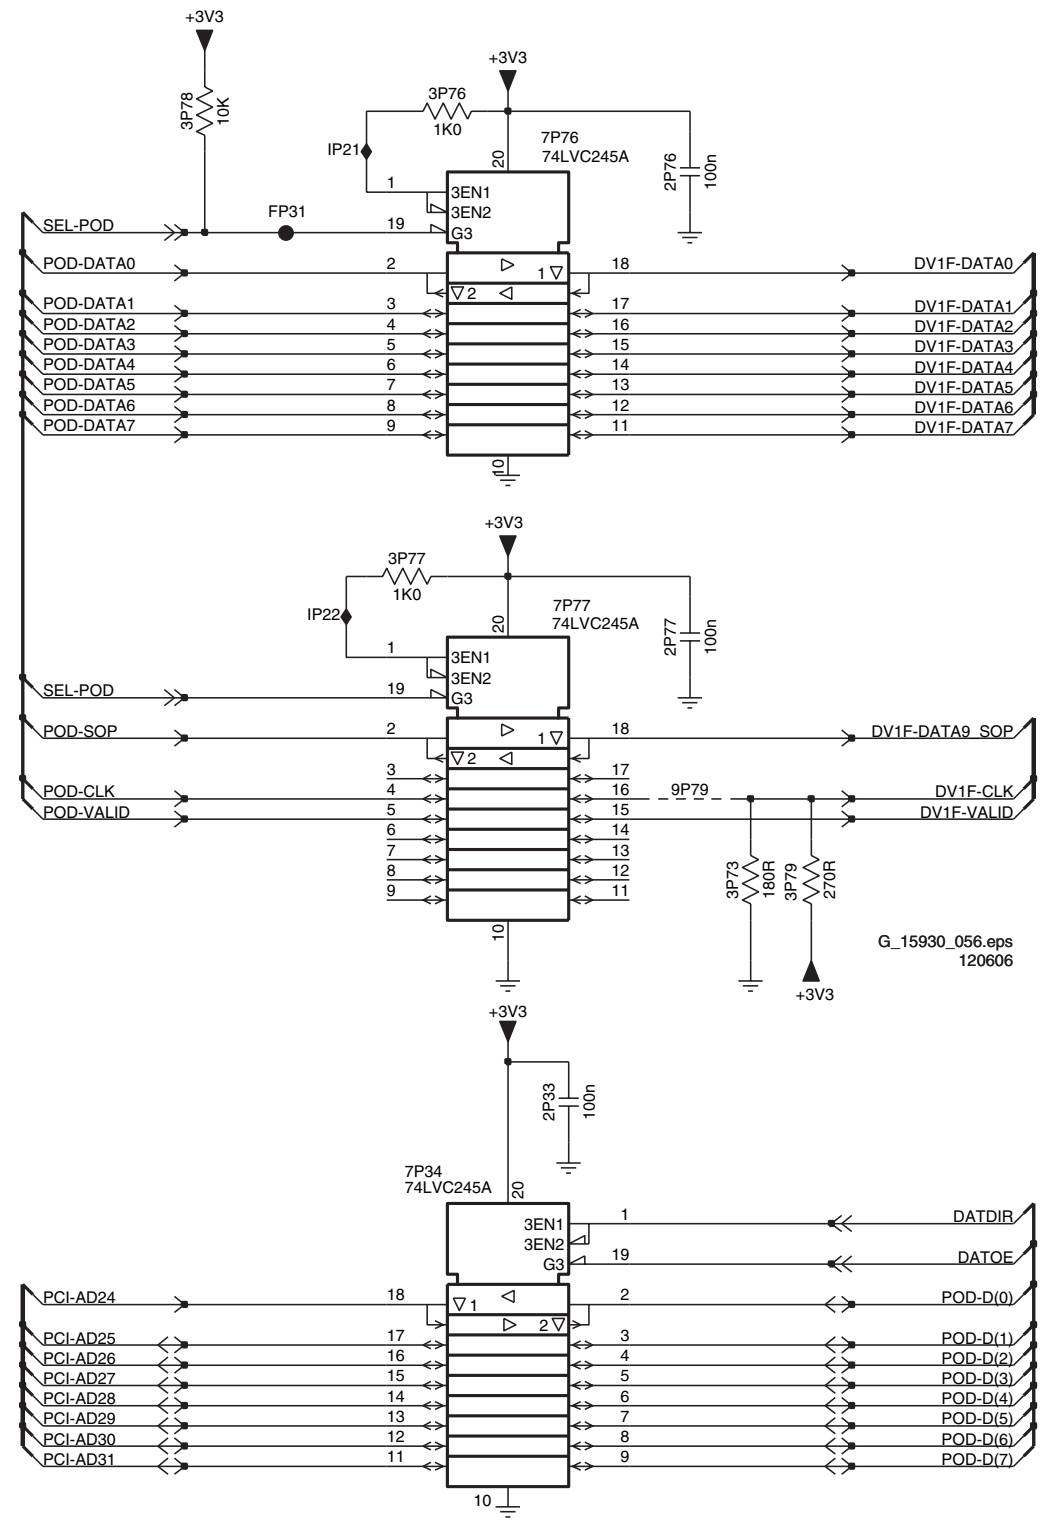 +3V3
3P78
10K
+3V3
3P76
1K0
IP21
7P76
74LVC245A
20
2P76
100n
1
3EN1
3EN2
G3
FP31
SEL-POD
19
POD-DATA0
2
1
18
DV1F-DATA0
2
POD-DATA1
3
17
DV1F-DATA1
POD-DATA2
4
16
DV1F-DATA2
POD-DATA3
5
15
DV1F-DATA3
POD-DATA4
6
14
DV1F-DATA4
POD-DATA5
7
13
DV1F-DATA5
POD-DATA6
8
12
DV1F-DATA6
POD-DATA7
9
11
DV1F-DATA7
10
+3V3
3P77
1K0
IP22
7P77
74LVC245A
20
2P77
100n
1
3EN1
3EN2
G3
SEL-POD
19
POD-SOP
2
1
18
DV1F-DATA9_SOP
2
3
17
POD-CLK
4
16
9P79
DV1F-CLK
POD-VALID
5
15
DV1F-VALID
6
14
7
13
8
12
9
11
3P73
180R
3P79
270R
10
+3V3
G_15930_056.eps
120606
+3V3
2P33
100n
7P34
74LVC245A
20
3EN1
3EN2
G3
1
DATDIR
19
DATOE
PCI-AD24
18
1
2
POD-D(0)
2
PCI-AD25
17
3
POD-D(1)
PCI-AD26
16
4
POD-D(2)
PCI-AD27
15
5
POD-D(3)
PCI-AD28
14
6
POD-D(4)
PCI-AD29
13
7
POD-D(5)
PCI-AD30
12
8
POD-D(6)
PCI-AD31
11
9
POD-D(7)
10